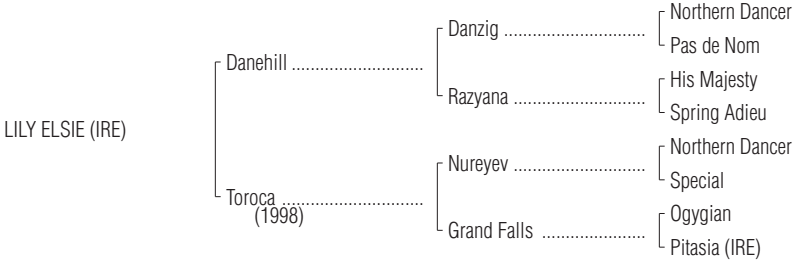 Northern Dancer
Danzig ..............................
Pas de Nom
Danehill ............................
His Majesty
Razyana ............................
Spring Adieu
LILY ELSIE (IRE)
Northern Dancer
Nureyev ............................
Special
Toroca ..............................
(1998)
Ogygian
Grand Falls ......................
Pitasia (IRE)